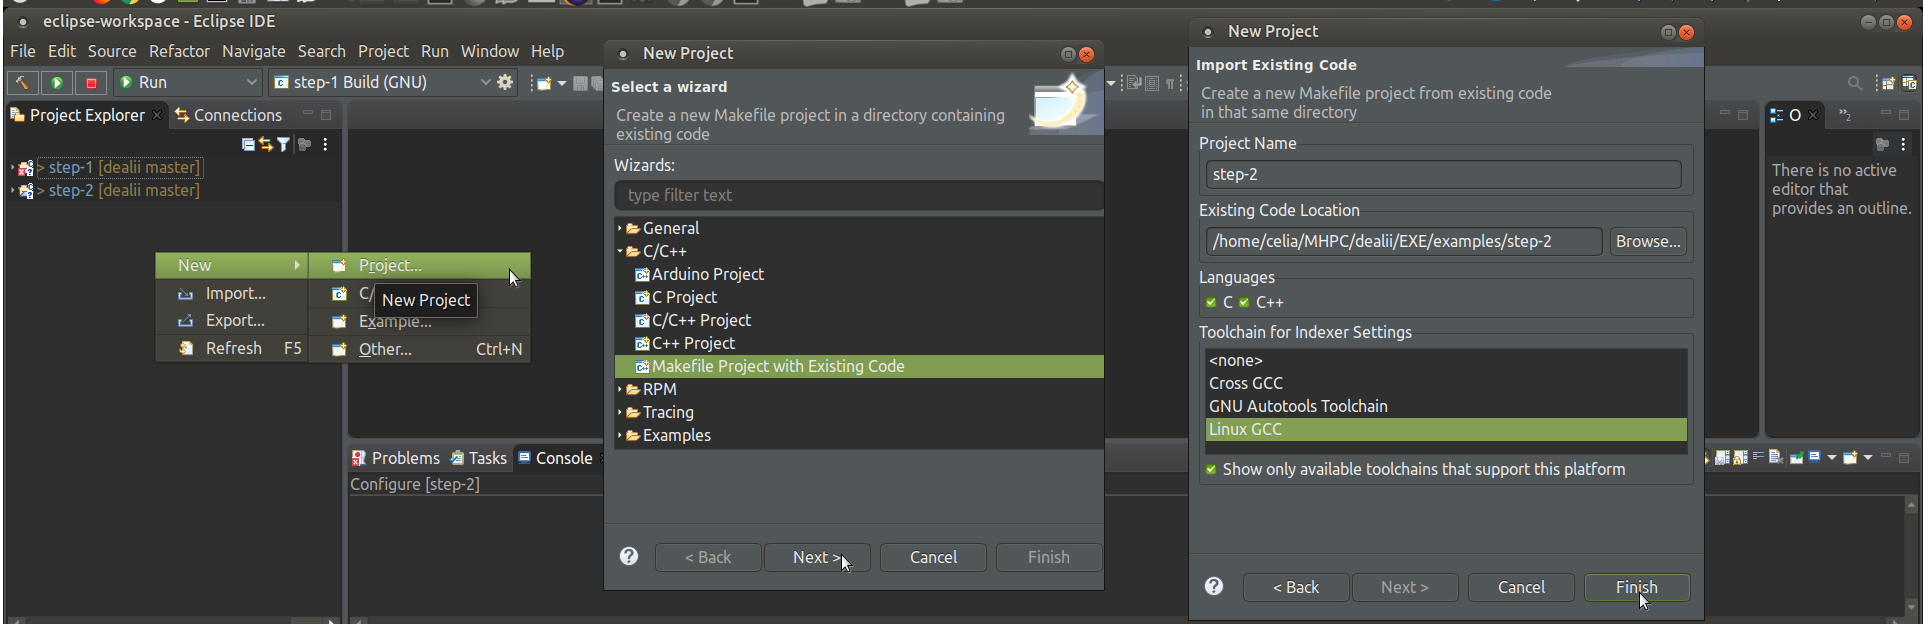 eclipse-workspace - Eclipse IDE
File Edit Source Refactor Navigate Search Project Run Window Help
Run
step-1 Build (GNU)
Project Explorer
Connections
> step-1 [dealii master]
> step-2 [dealii master]
New
Import...
Export...
Refresh F5
Project...
C/
New Project
Example...
Other... Ctrl+N
Problems
Tasks
Console
Configure [step-2]
New Project
Select a wizard
Create a new Makefile project in a directory containing
existing code
Wizards:
type filter text
General
C/C++
Arduino Project
C Project
C/C++ Project
C++ Project
Makefile Project with Existing Code
RPM
Tracing
Examples
?
< Back
Next >
Cancel
Finish
New Project
Import Existing Code
Create a new Makefile project from existing code
in that same directory
Project Name
step-2
Existing Code Location
/home/celia/MHPC/dealii/EXE/examples/step-2
Browse...
Languages
C C++
Toolchain for Indexer Settings
<none>
Cross GCC
GNU Autotools Toolchain
Linux GCC
Show only available toolchains that support this platform
?
< Back
Next >
Cancel
Finish
O
»2
There is no active
editor that
provides an outline.